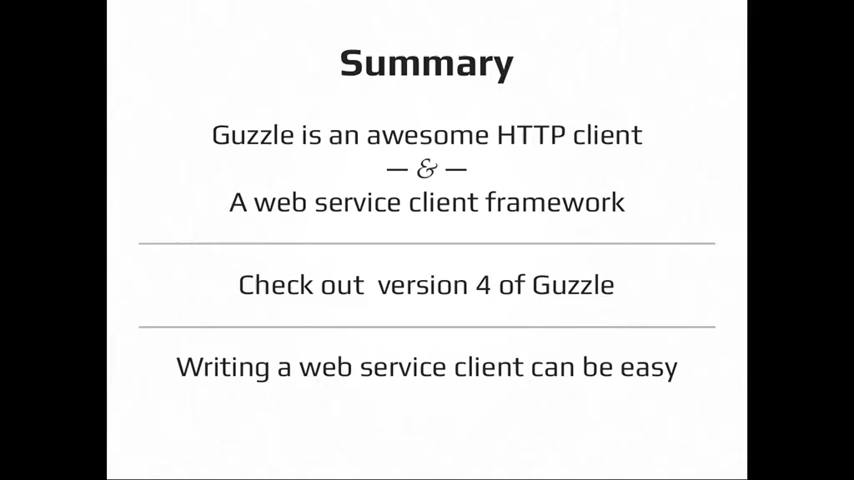 Summary
Guzzle is an awesome HTTP client
— & —
A web service client framework
Check out  version 4 of Guzzle
Writing a web service client can be easy